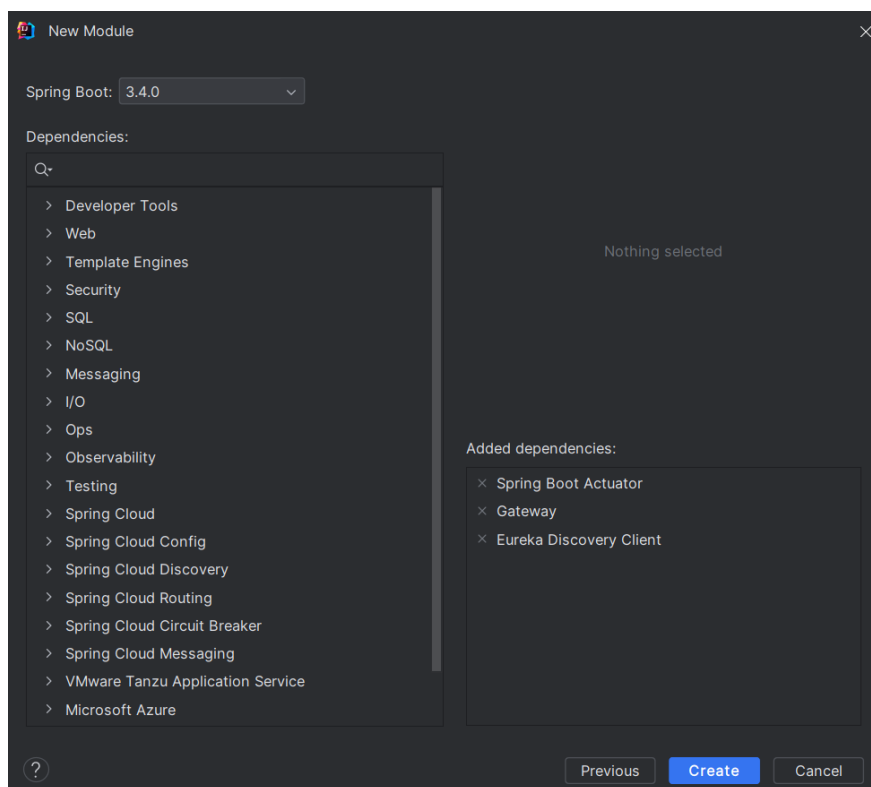 New Module
Spring Boot: 3.4.0
Dependencies:
Developer Tools
Web
Template Engines
Security
SQL
NoSQL
Messaging
I/O
Ops
Observability
Testing
Spring Cloud
Spring Cloud Config
Spring Cloud Discovery
Spring Cloud Routing
Spring Cloud Circuit Breaker
Spring Cloud Messaging
VMware Tanzu Application Service
Microsoft Azure
Nothing selected
Added dependencies:
Spring Boot Actuator
Gateway
Eureka Discovery Client
? Previous Create Cancel